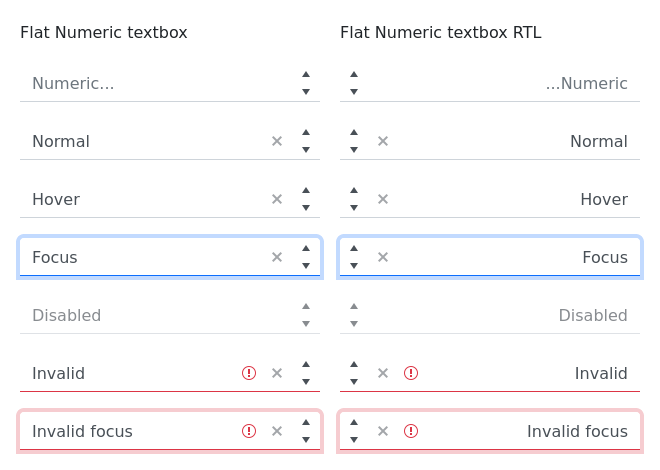 Flat Numeric textbox
Numeric...
Normal
Hover
Focus
Disabled
Invalid
Invalid focus
Flat Numeric textbox RTL
...Numeric
Normal
Hover
Focus
Disabled
Invalid
Invalid focus